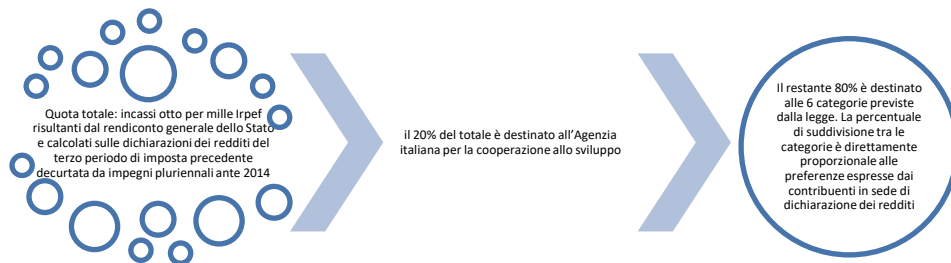 Quota totale: incassi otto per mille Irpef
risultanti dal rendiconto generale dello Stato
e calcolati sulle dichiarazioni dei redditi del
terzo periodo di imposta precedente
decurtata da impegni pluriennali ante 2014
il 20% del totale è destinato all'Agenzia
italiana per la cooperazione allo sviluppo
Il restante 80% è destinato
alle 6 categorie previste
dalla legge. La percentuale
di suddivisione tra le
categorie è direttamente
proporzionale alle
preferenze espresse dai
contribuenti in sede di
dichiarazione dei redditi